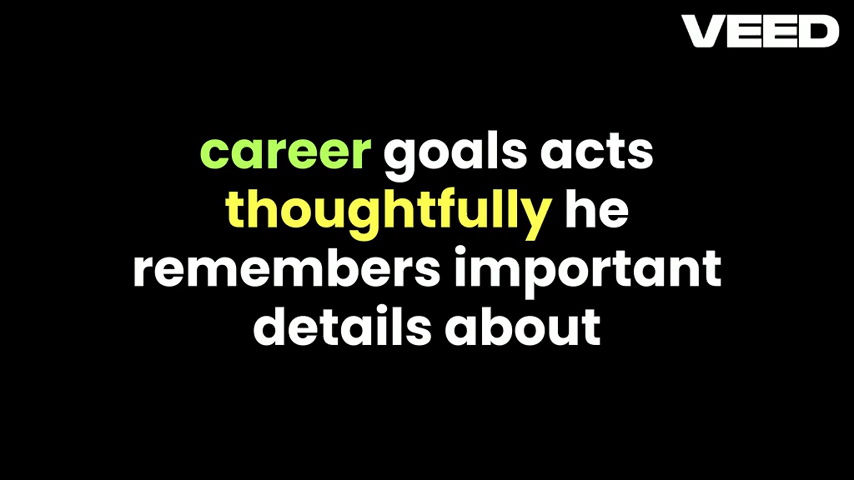 VEED
career goals acts
thoughtfully he
remembers important
details about